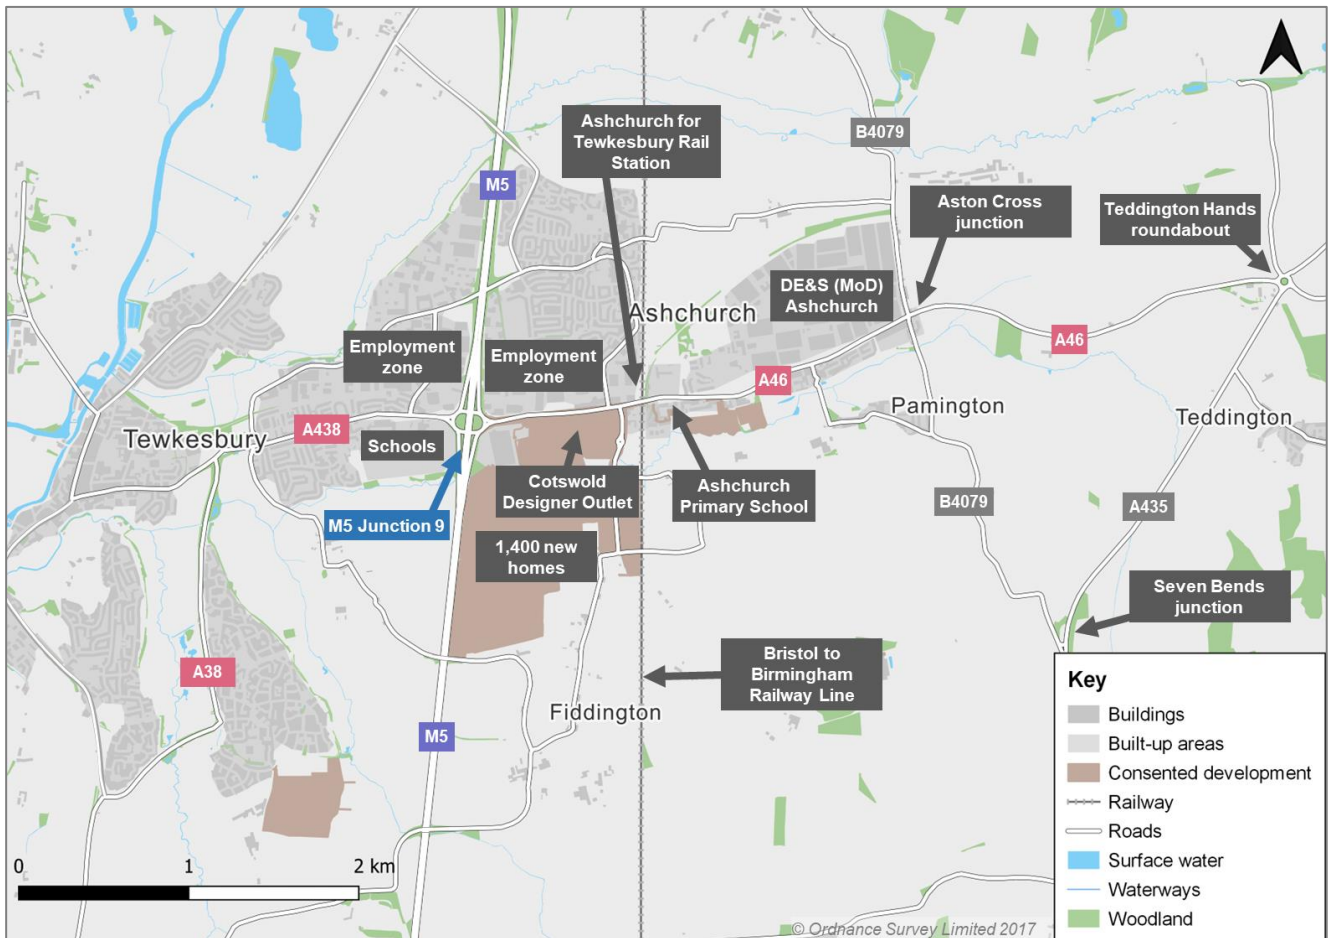 Ashchurch for
Tewkesbury Rail
Station
B4079
M5
Aston Cross
junction
Teddington Hands
roundabout
DE&S (MoD)
Ashchurch
Ashchurch
Employment
zone
Employment
zone
A46
A46
Pamington
Teddington
Tewkesbury
A438
Schools
Cotswold
Designer Outlet
Ashchurch
Primary School
B4079
A435
M5 Junction 9
1,400 new
homes
Seven Bends
junction
A38
Bristol to
Birmingham
Railway Line
Fiddington
M5
Key
Buildings
Built-up areas
Consented development
Railway
Roads
Surface water
Waterways
Woodland
0 1 2 km
© Ordnance Survey Limited 2017